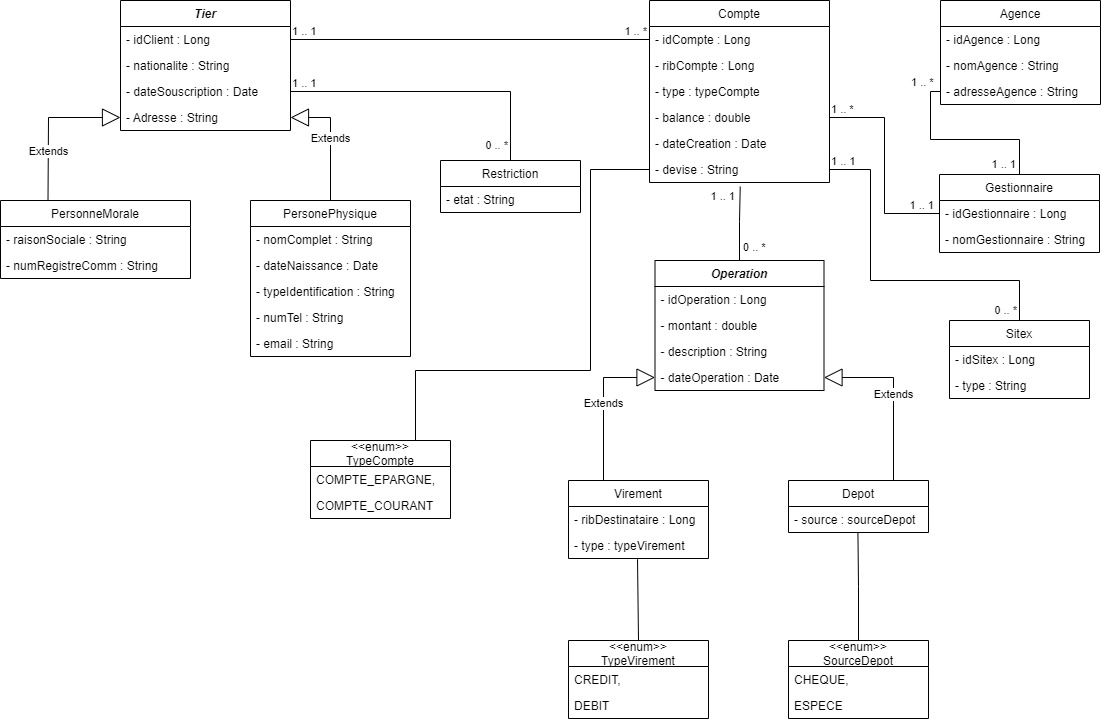 Tier
- idClient : Long
- nationalite : String
- dateSouscription : Date
- Adresse : String
1 .. 1
1 .. *
1 .. 1
0 .. *
Compte
- idCompte : Long
- ribCompte : Long
- type : typeCompte
- balance : double
- dateCreation : Date
- devise : String
1 .. *
1 .. 1
1 .. 1
Agence
- idAgence : Long
- nomAgence : String
- adresseAgence : String
1 .. *
1 .. 1
Extends
Extends
Restriction
- etat : String
Gestionnaire
- idGestionnaire : Long
- nomGestionnaire : String
1 .. 1
PersonneMorale
- raisonSociale : String
- numRegistreComm : String
PersonePhysique
- nomComplet : String
- dateNaissance : Date
- typeIdentification : String
- numTel : String
- email : String
0 .. *
Operation
- idOperation : Long
- montant : double
- description : String
- dateOperation : Date
0 .. *
Sitex
- idSitex : Long
- type : String
Extends
Extends
<<enum>>
TypeCompte
COMPTE_EPARGNE,
COMPTE_COURANT
Virement
- ribDestinataire : Long
- type : typeVirement
Depot
- source : sourceDepot
<<enum>>
TypeVirement
CREDIT,
DEBIT
<<enum>>
SourceDepot
CHEQUE,
ESPECE